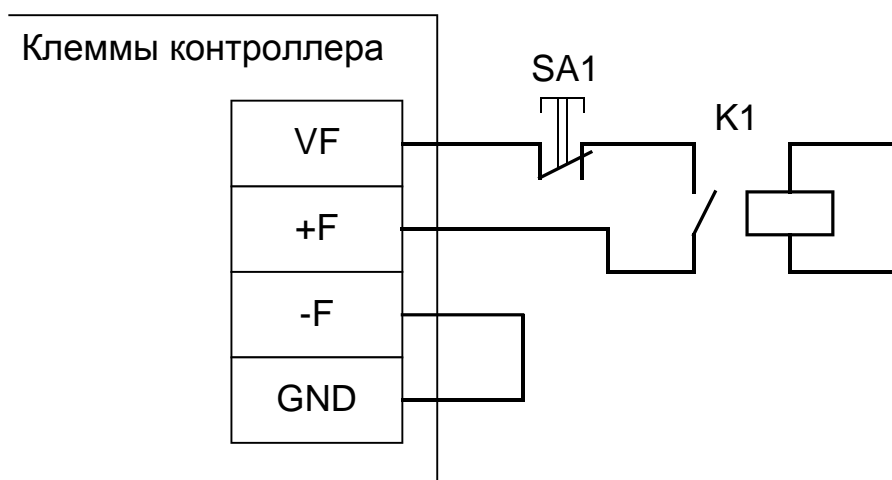 Клеммы контроллера
SA1
K1
VF
+F
-F
GND